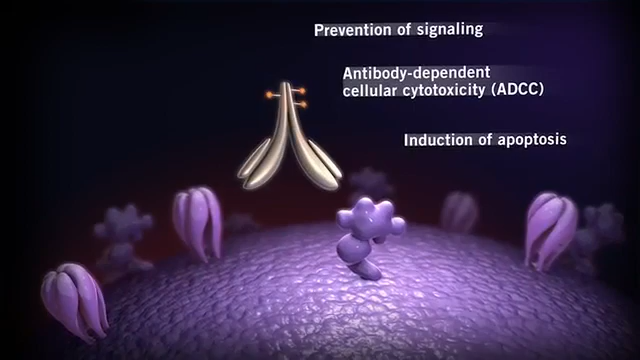 Prevention of signaling
Antibody-dependent
cellular cytotoxicity (ADCC)
Induction of apoptosis